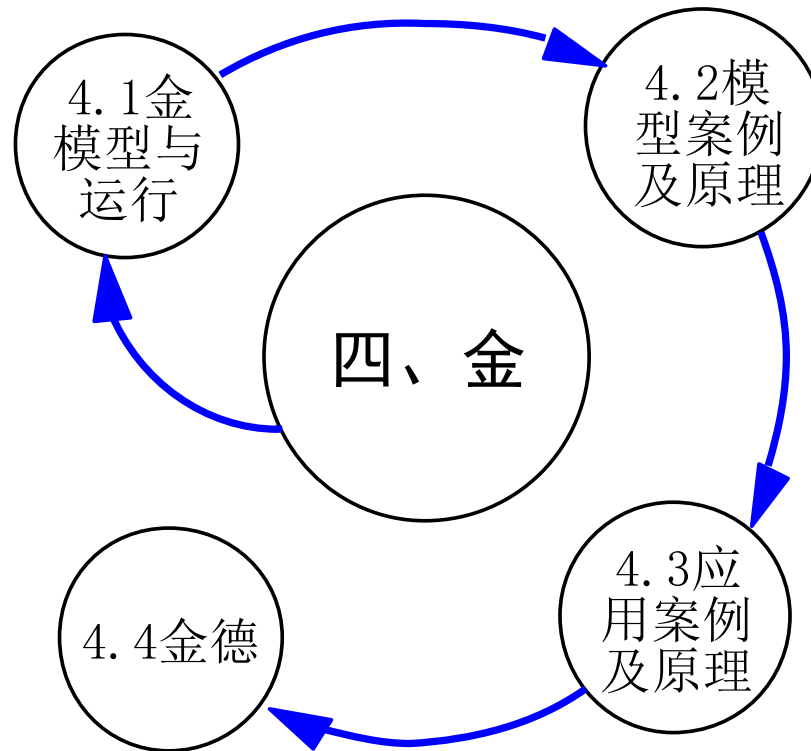 4.1金
模型与
运行
4.2模
型案例
及原理
四、金
4.3应
用案例
及原理
4.4金德